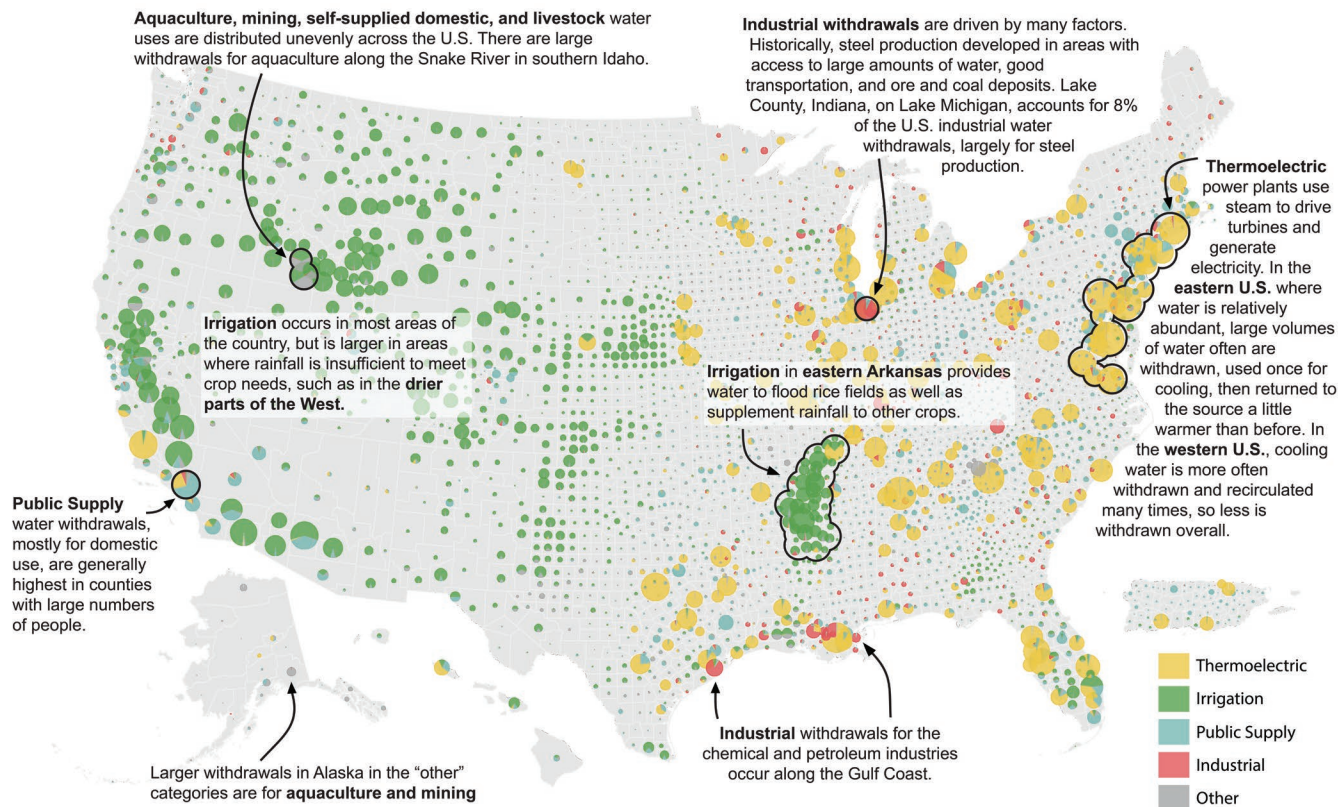 Aquaculture, mining, self-supplied domestic, and livestock water
uses are distributed unevenly across the U.S. There are large
withdrawals for aquaculture along the Snake River in southern Idaho.
Industrial withdrawals are driven by many factors.
Historically, steel production developed in areas with
access to large amounts of water, good
transportation, and ore and coal deposits. Lake
County, Indiana, on Lake Michigan, accounts for 8%
of the U.S. industrial water
withdrawals, largely for steel
production.
Thermoelectric
power plants use
steam to drive
turbines and
generate
electricity. In the
eastern U.S. where
water is relatively
abundant, large volumes
of water often are
withdrawn, used once for
cooling, then returned to
the source a little
warmer than before. In
the western U.S., cooling
water is more often
withdrawn and recirculated
many times, so less is
withdrawn overall.
Irrigation occurs in most areas of
the country, but is larger in areas
where rainfall is insufficient to meet
crop needs, such as in the drier
parts of the West.
Irrigation in eastern Arkansas provides
water to flood rice fields as well as
supplement rainfall to other crops.
Public Supply
water withdrawals,
mostly for domestic
use, are generally
highest in counties
with large numbers
of people.
Larger withdrawals in Alaska in the “other”
categories are for aquaculture and mining
Industrial withdrawals for the
chemical and petroleum industries
occur along the Gulf Coast.
Thermoelectric
Irrigation
Public Supply
Industrial
Other